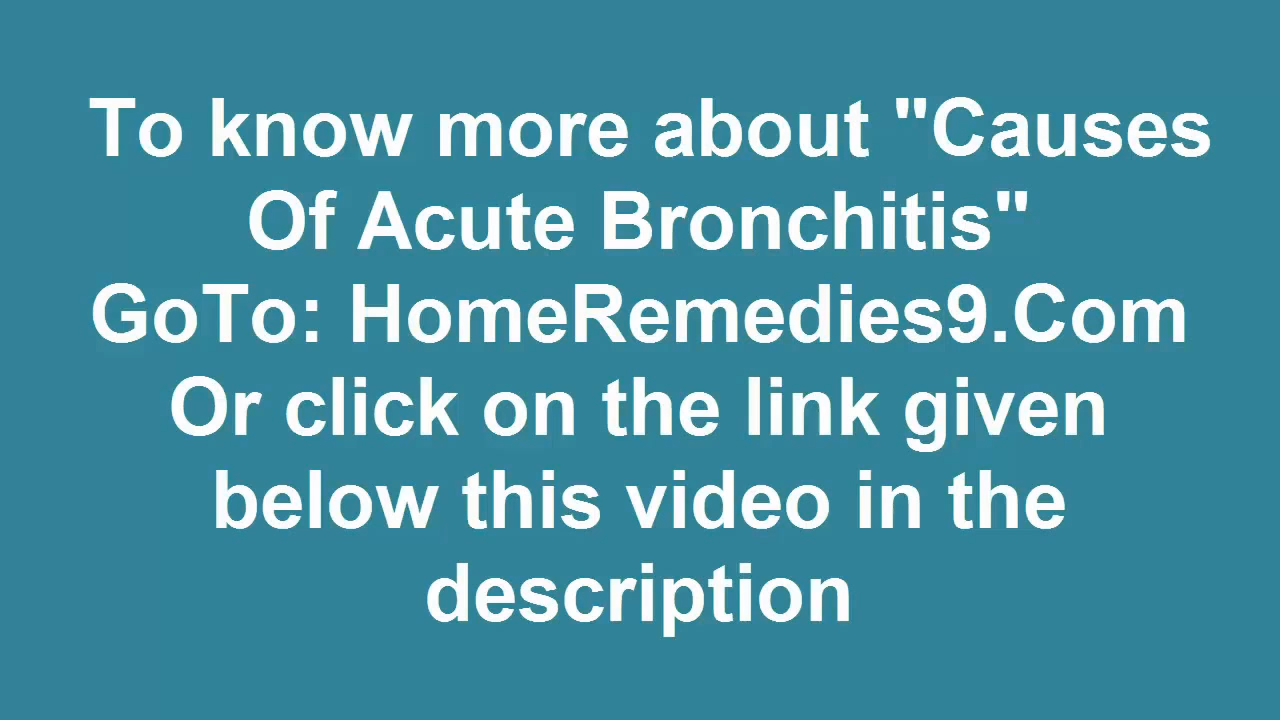 To know more about "Causes
Of Acute Bronchitis"
GoTo: HomeRemedies9.Com
Or click on the link given
below this video in the
description